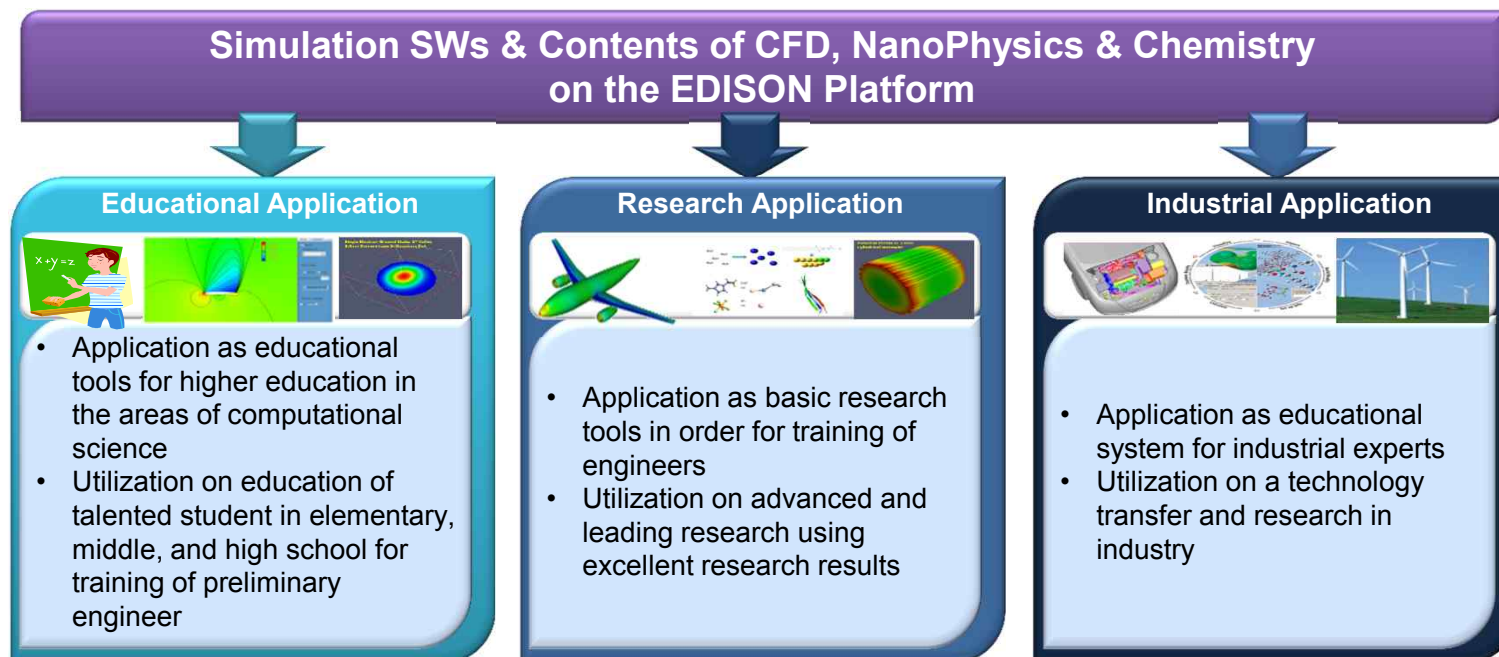 Simulation SWs & Contents of CFD, NanoPhysics & Chemistry
on the EDISON Platform
Educational Application
x+y=z
• Application as educational
tools for higher education in
the areas of computational
science
• Utilization on education of
talented student in elementary,
middle, and high school for
training of preliminary
engineer
Research Application
• Application as basic research
tools in order for training of
engineers
• Utilization on advanced and
leading research using
excellent research results
Industrial Application
• Application as educational
system for industrial experts
• Utilization on a technology
transfer and research in
industry